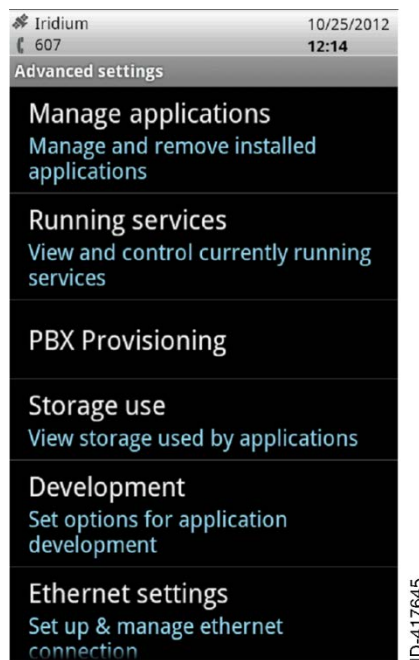 Iridium 10/25/2012
607 12:14
Advanced settings
Manage applications
Manage and remove installed
applications
Running services
View and control currently running
services
PBX Provisioning
Storage use
View storage used by applications
Development
Set options for application
development
Ethernet settings
Set up & manage ethernet
connection
ID-417645